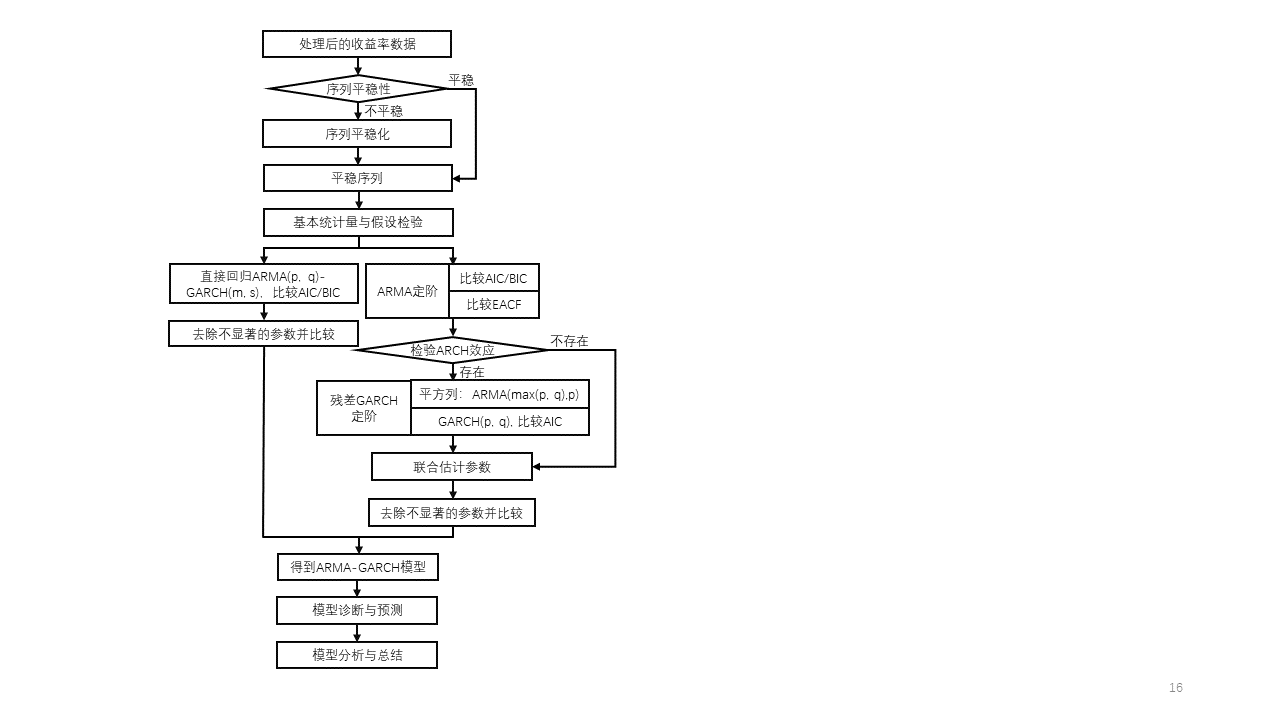 处理后的收益率数据
序列平稳性
平稳
不平稳
序列平稳化
平稳序列
基本统计量与假设检验
直接回归ARMA(p, q)-
GARCH(m, s)，比较AIC/BIC
去除不显著的参数并比较
ARMA定阶
比较AIC/BIC
比较EACF
检验ARCH效应
不存在
存在
残差GARCH
定阶
平方列：ARMA(max(p, q),p)
GARCH(p, q), 比较AIC
联合估计参数
去除不显著的参数并比较
得到ARMA-GARCH模型
模型诊断与预测
模型分析与总结
16